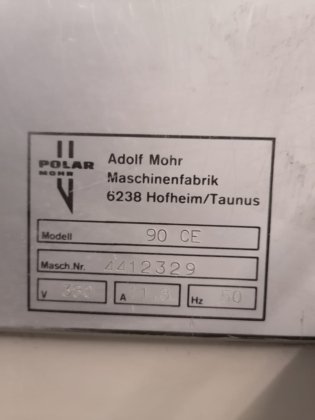 POLAR
MOHR
Adolf Mohr
Maschinenfabrik
6238 Hofheim/Taunus
Modell 90 CE
Masch.Nr. 4412329
V 380 A Hz 50